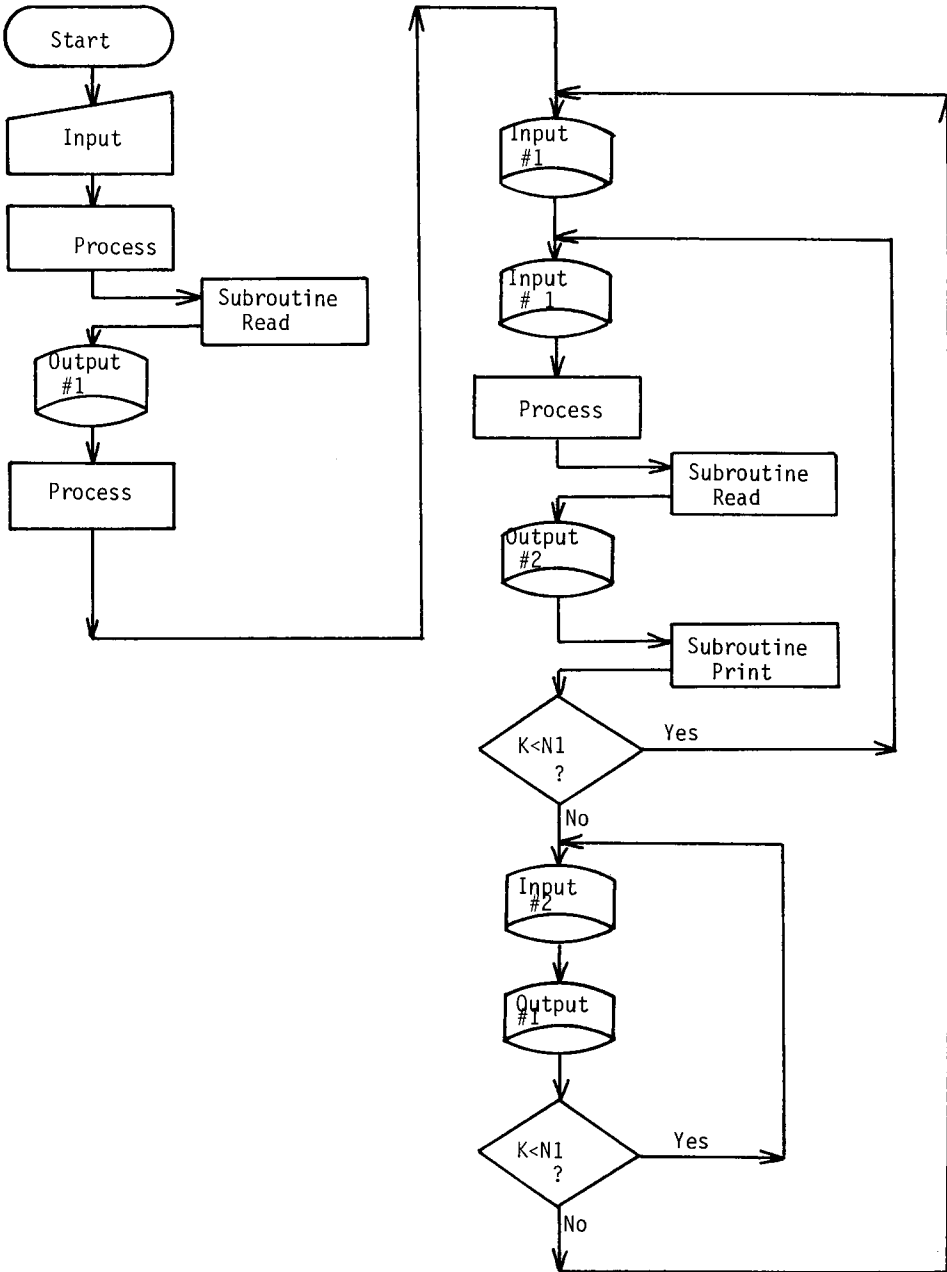 Start
Input
Process
Subroutine
Read
Output
#1
Process
Input
#1
Input
# 1
Process
Subroutine
Read
Output
#2
Subroutine
Print
K<N1
?
Yes
No
Input
#2
Output
#1
K<N1
?
Yes
No